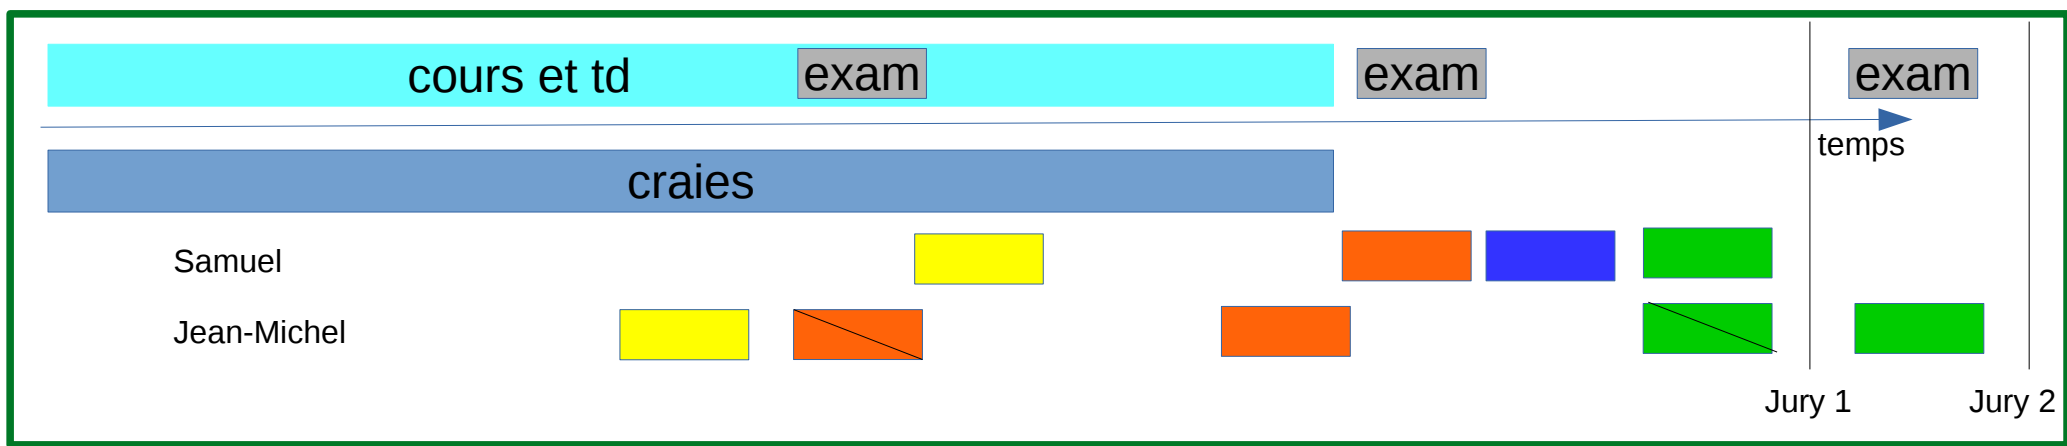 cours et td exam exam exam
temps
craies
Samuel
Jean-Michel
Jury 1 Jury 2